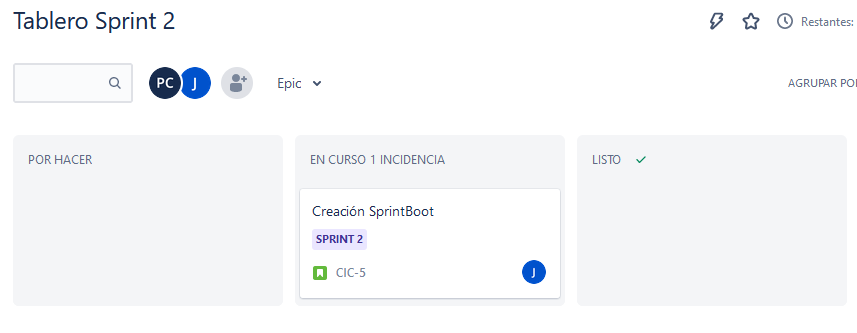 Tablero Sprint 2
Restantes:
PC J
Epic
AGRUPAR POR
POR HACER
EN CURSO 1 INCIDENCIA
LISTO
Creación SprintBoot
SPRINT 2
CIC-5
J